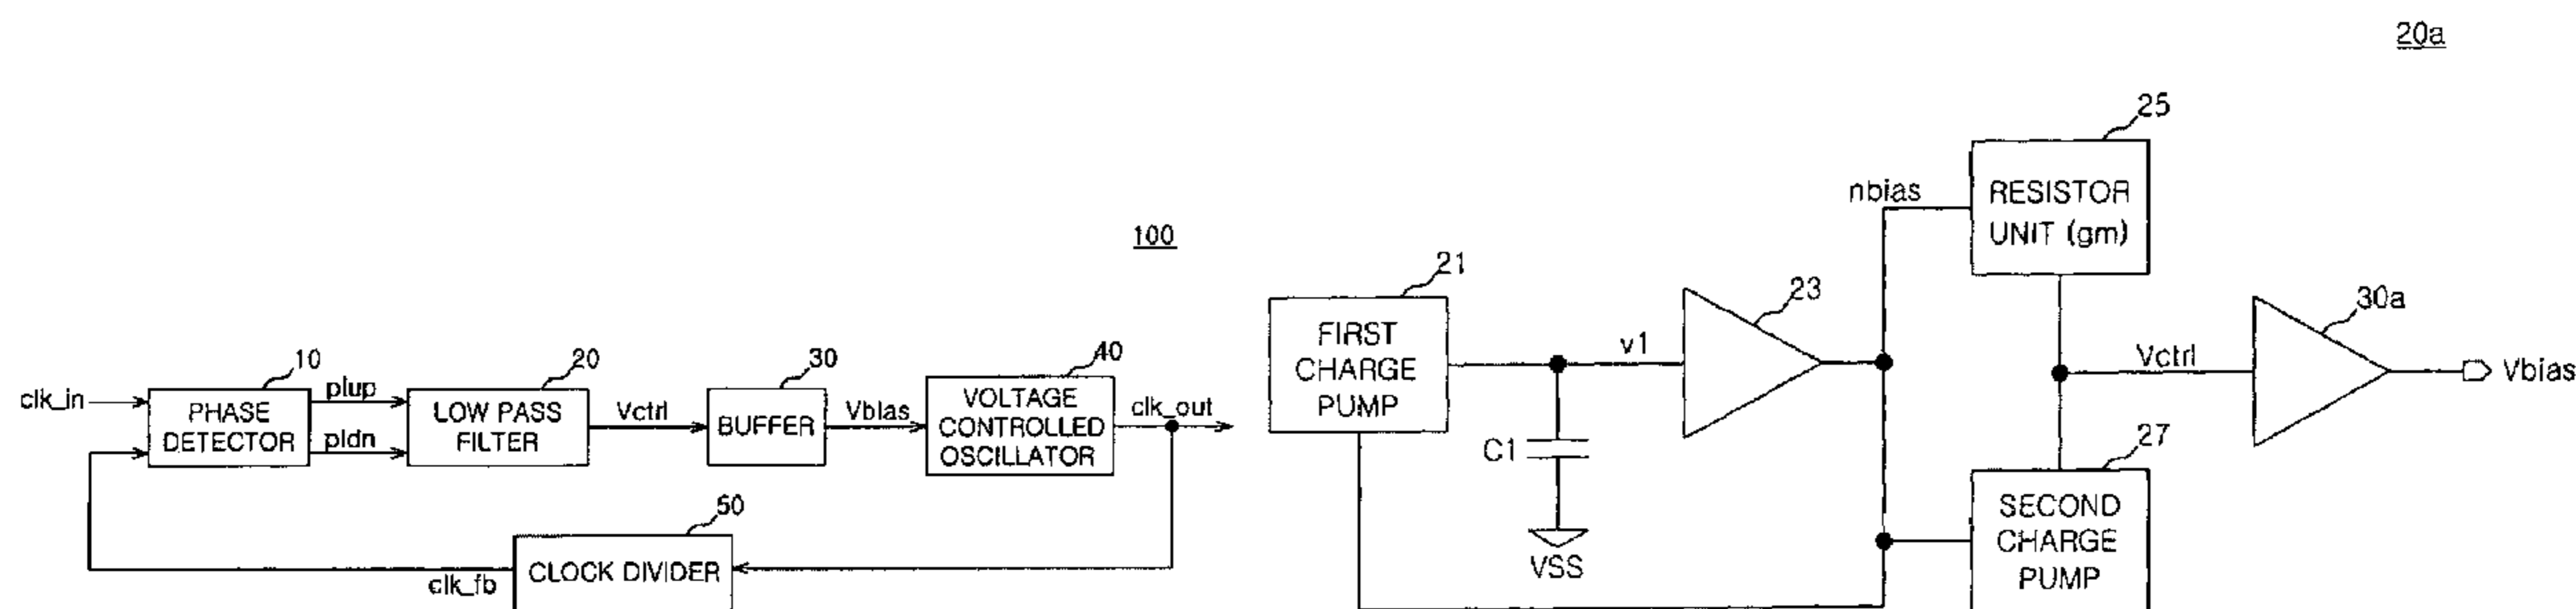 100
10
20
30
40
clk_in
plup
pldn
PHASE
DETECTOR
LOW PASS
FILTER
Vctrl
BUFFER
Vbias
VOLTAGE
CONTROLLED
OSCILLATOR
clk_out
50
CLOCK DIVIDER
clk_fb
20a
21
FIRST
CHARGE
PUMP
v1
C1
VSS
23
nbias
25
RESISTOR
UNIT (gm)
Vctrl
30a
Vbias
27
SECOND
CHARGE
PUMP